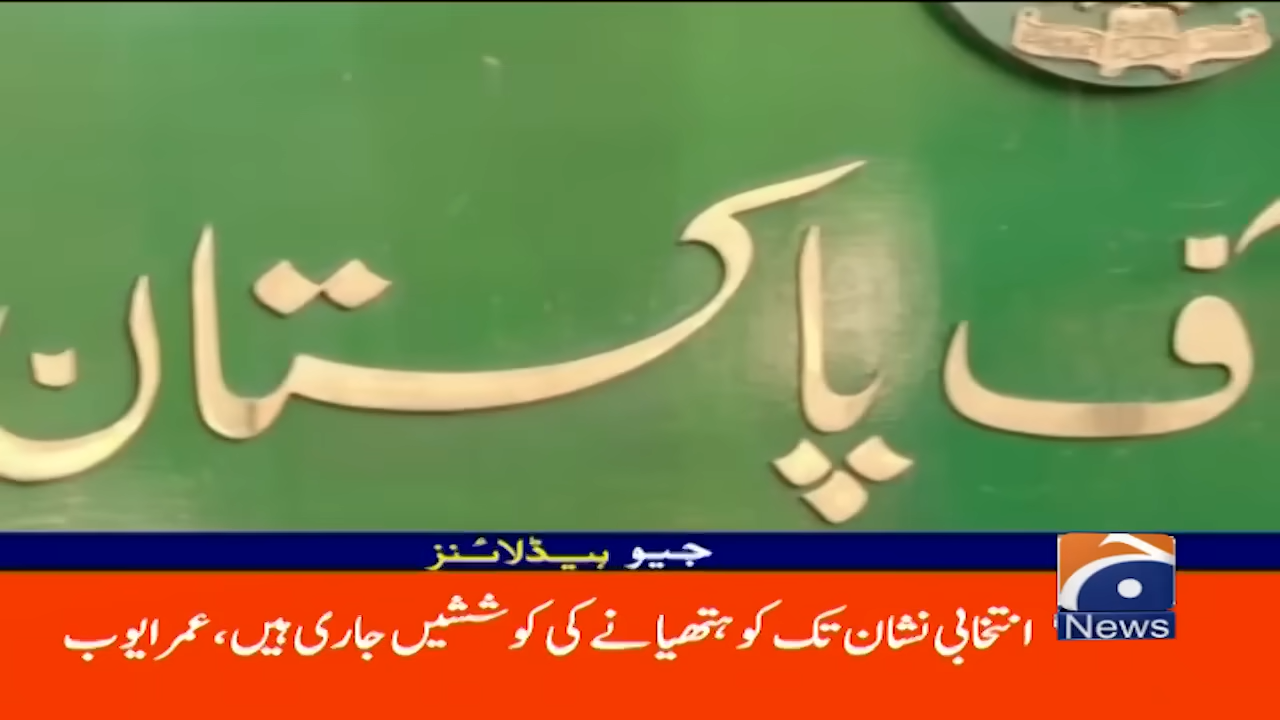 ف پاکستان
جیو ہیڈلائنز
انتخابی نشان تک کو ہتھیانے کی کوششیں جاری ہیں، عمر ایوب
News